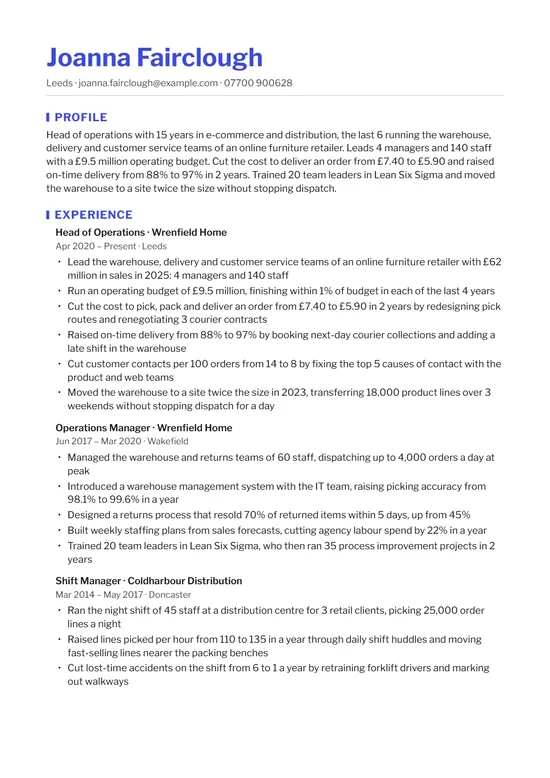 Joanna Fairclough
Leeds · joanna.fairclough@example.com · 07700 900628
PROFILE
Head of operations with 15 years in e-commerce and distribution, the last 6 running the warehouse,
delivery and customer service teams of an online furniture retailer. Leads 4 managers and 140 staff
with a £9.5 million operating budget. Cut the cost to deliver an order from £7.40 to £5.90 and raised
on-time delivery from 88% to 97% in 2 years. Trained 20 team leaders in Lean Six Sigma and moved
the warehouse to a site twice the size without stopping dispatch.
EXPERIENCE
Head of Operations · Wrenfield Home
Apr 2020 – Present · Leeds
• Lead the warehouse, delivery and customer service teams of an online furniture retailer with £62
million in sales in 2025: 4 managers and 140 staff
• Run an operating budget of £9.5 million, finishing within 1% of budget in each of the last 4 years
• Cut the cost to pick, pack and deliver an order from £7.40 to £5.90 in 2 years by redesigning pick
routes and renegotiating 3 courier contracts
• Raised on-time delivery from 88% to 97% by booking next-day courier collections and adding a
late shift in the warehouse
• Cut customer contacts per 100 orders from 14 to 8 by fixing the top 5 causes of contact with the
product and web teams
• Moved the warehouse to a site twice the size in 2023, transferring 18,000 product lines over 3
weekends without stopping dispatch for a day
Operations Manager · Wrenfield Home
Jun 2017 – Mar 2020 · Wakefield
• Managed the warehouse and returns teams of 60 staff, dispatching up to 4,000 orders a day at
peak
• Introduced a warehouse management system with the IT team, raising picking accuracy from
98.1% to 99.6% in a year
• Designed a returns process that resold 70% of returned items within 5 days, up from 45%
• Built weekly staffing plans from sales forecasts, cutting agency labour spend by 22% in a year
• Trained 20 team leaders in Lean Six Sigma, who then ran 35 process improvement projects in 2
years
Shift Manager · Coldharbour Distribution
Mar 2014 – May 2017 · Doncaster
• Ran the night shift of 45 staff at a distribution centre for 3 retail clients, picking 25,000 order
lines a night
• Raised lines picked per hour from 110 to 135 in a year through daily shift huddles and moving
fast-selling lines nearer the packing benches
• Cut lost-time accidents on the shift from 6 to 1 a year by retraining forklift drivers and marking
out walkways